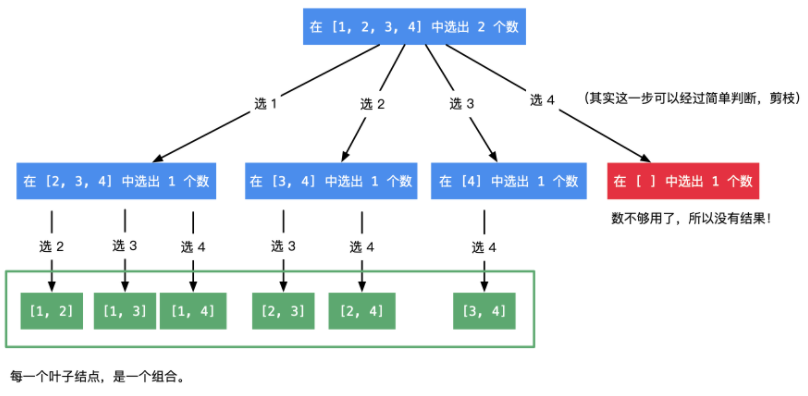 在 [1, 2, 3, 4] 中选出 2 个数
选 1
选 2
选 3
选 4
（其实这一步可以经过简单判断，剪枝）
在 [2, 3, 4] 中选出 1 个数
在 [3, 4] 中选出 1 个数
在 [4] 中选出 1 个数
在 [ ] 中选出 1 个数
数不够用了，所以没有结果！
选 2
选 3
选 4
选 3
选 4
选 4
[1, 2]
[1, 3]
[1, 4]
[2, 3]
[2, 4]
[3, 4]
每一个叶子结点，是一个组合。